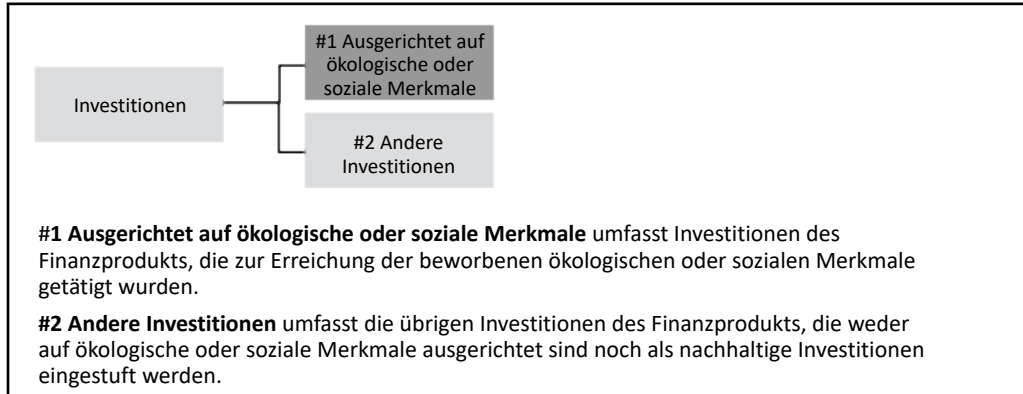 #1 Ausgerichtet auf
ökologische oder
soziale Merkmale
Investitionen
#2 Andere
Investitionen
#1 Ausgerichtet auf ökologische oder soziale Merkmale umfasst Investitionen des
Finanzprodukts, die zur Erreichung der beworbenen ökologischen oder sozialen Merkmale
getätigt wurden.
#2 Andere Investitionen umfasst die übrigen Investitionen des Finanzprodukts, die weder
auf ökologische oder soziale Merkmale ausgerichtet sind noch als nachhaltige Investitionen
eingestuft werden.